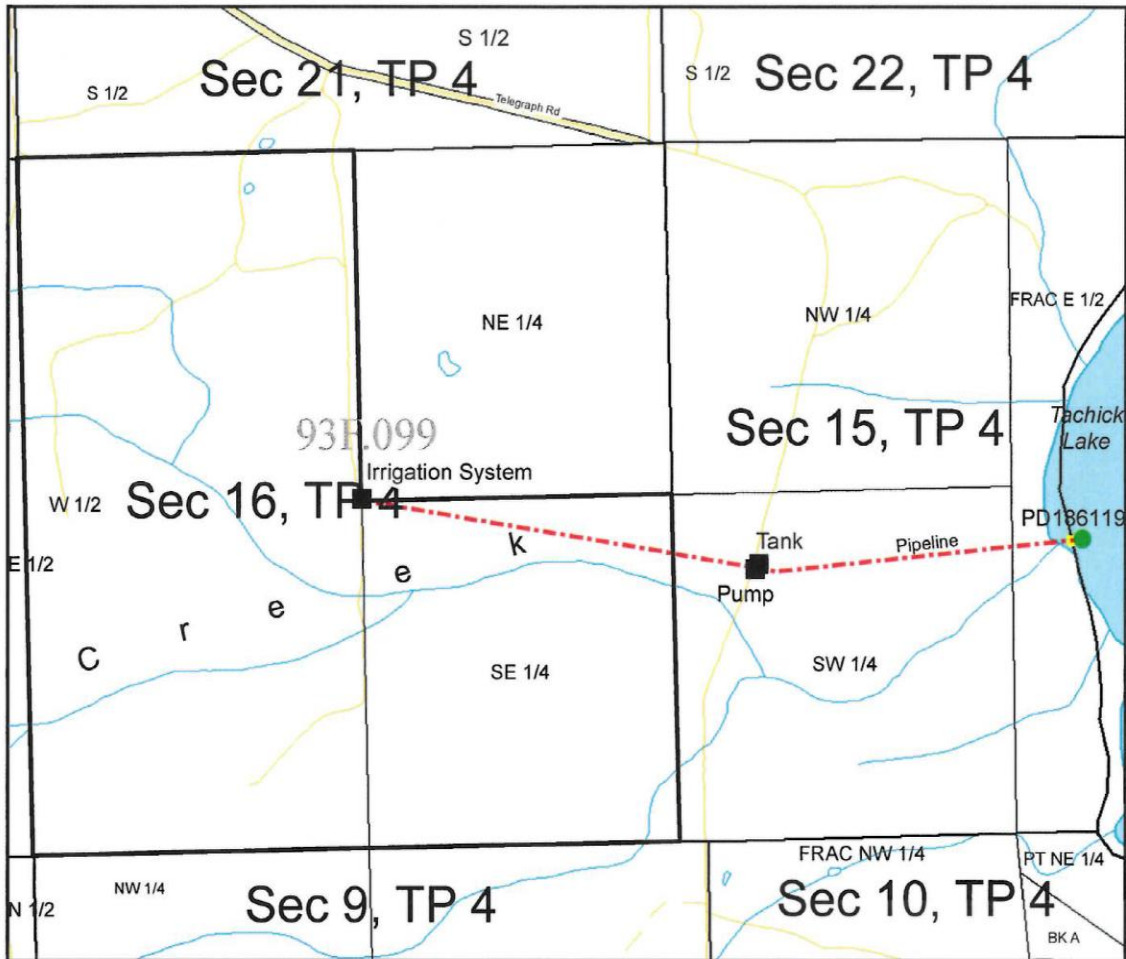 S 1/2
Sec 21, TP 4
S 1/2
S 1/2
Sec 22, TP 4
Telegraph Rd
NE 1/4
NW 1/4
FRAC E 1/2
93F.099
Sec 15, TP 4
Tachick
Lake
Irrigation System
W 1/2
Sec 16, TP 4
PD186119
Tank
Pipeline
E 1/2
Pump
C r e e k
SE 1/4
SW 1/4
FRAC NW 1/4
PT NE 1/4
NW 1/4
N 1/2
Sec 9, TP 4
Sec 10, TP 4
BK A